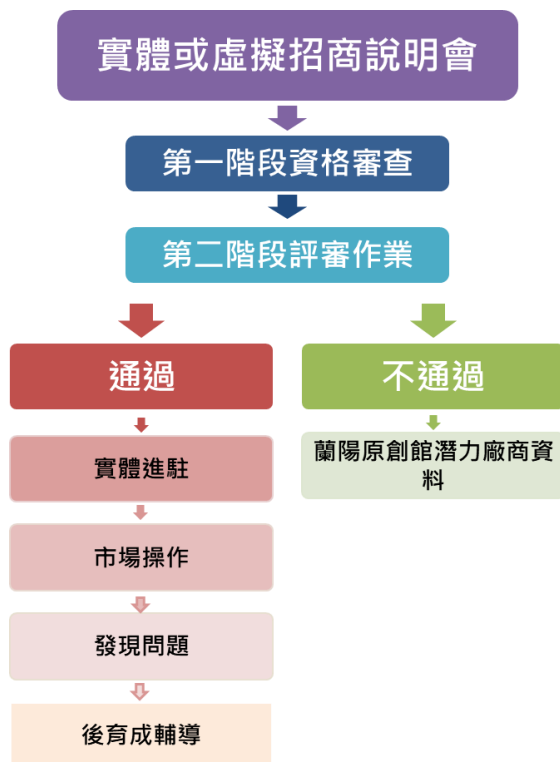 實體或虛擬招商說明會
第一階段資格審查
第二階段評審作業
通過
不通過
實體進駐
蘭陽原創館潛力廠商資
料
市場操作
發現問題
後育成輔導